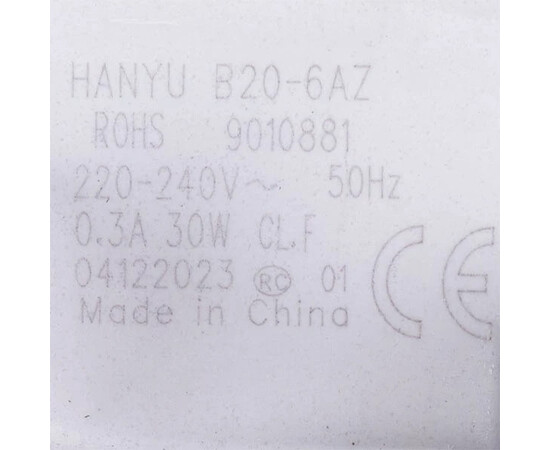 HANYU B20-6AZ
ROHS 9010881
220-240V~ 50Hz
0.3A 30W CL.F
04122023 RC 01
Made in China
CE